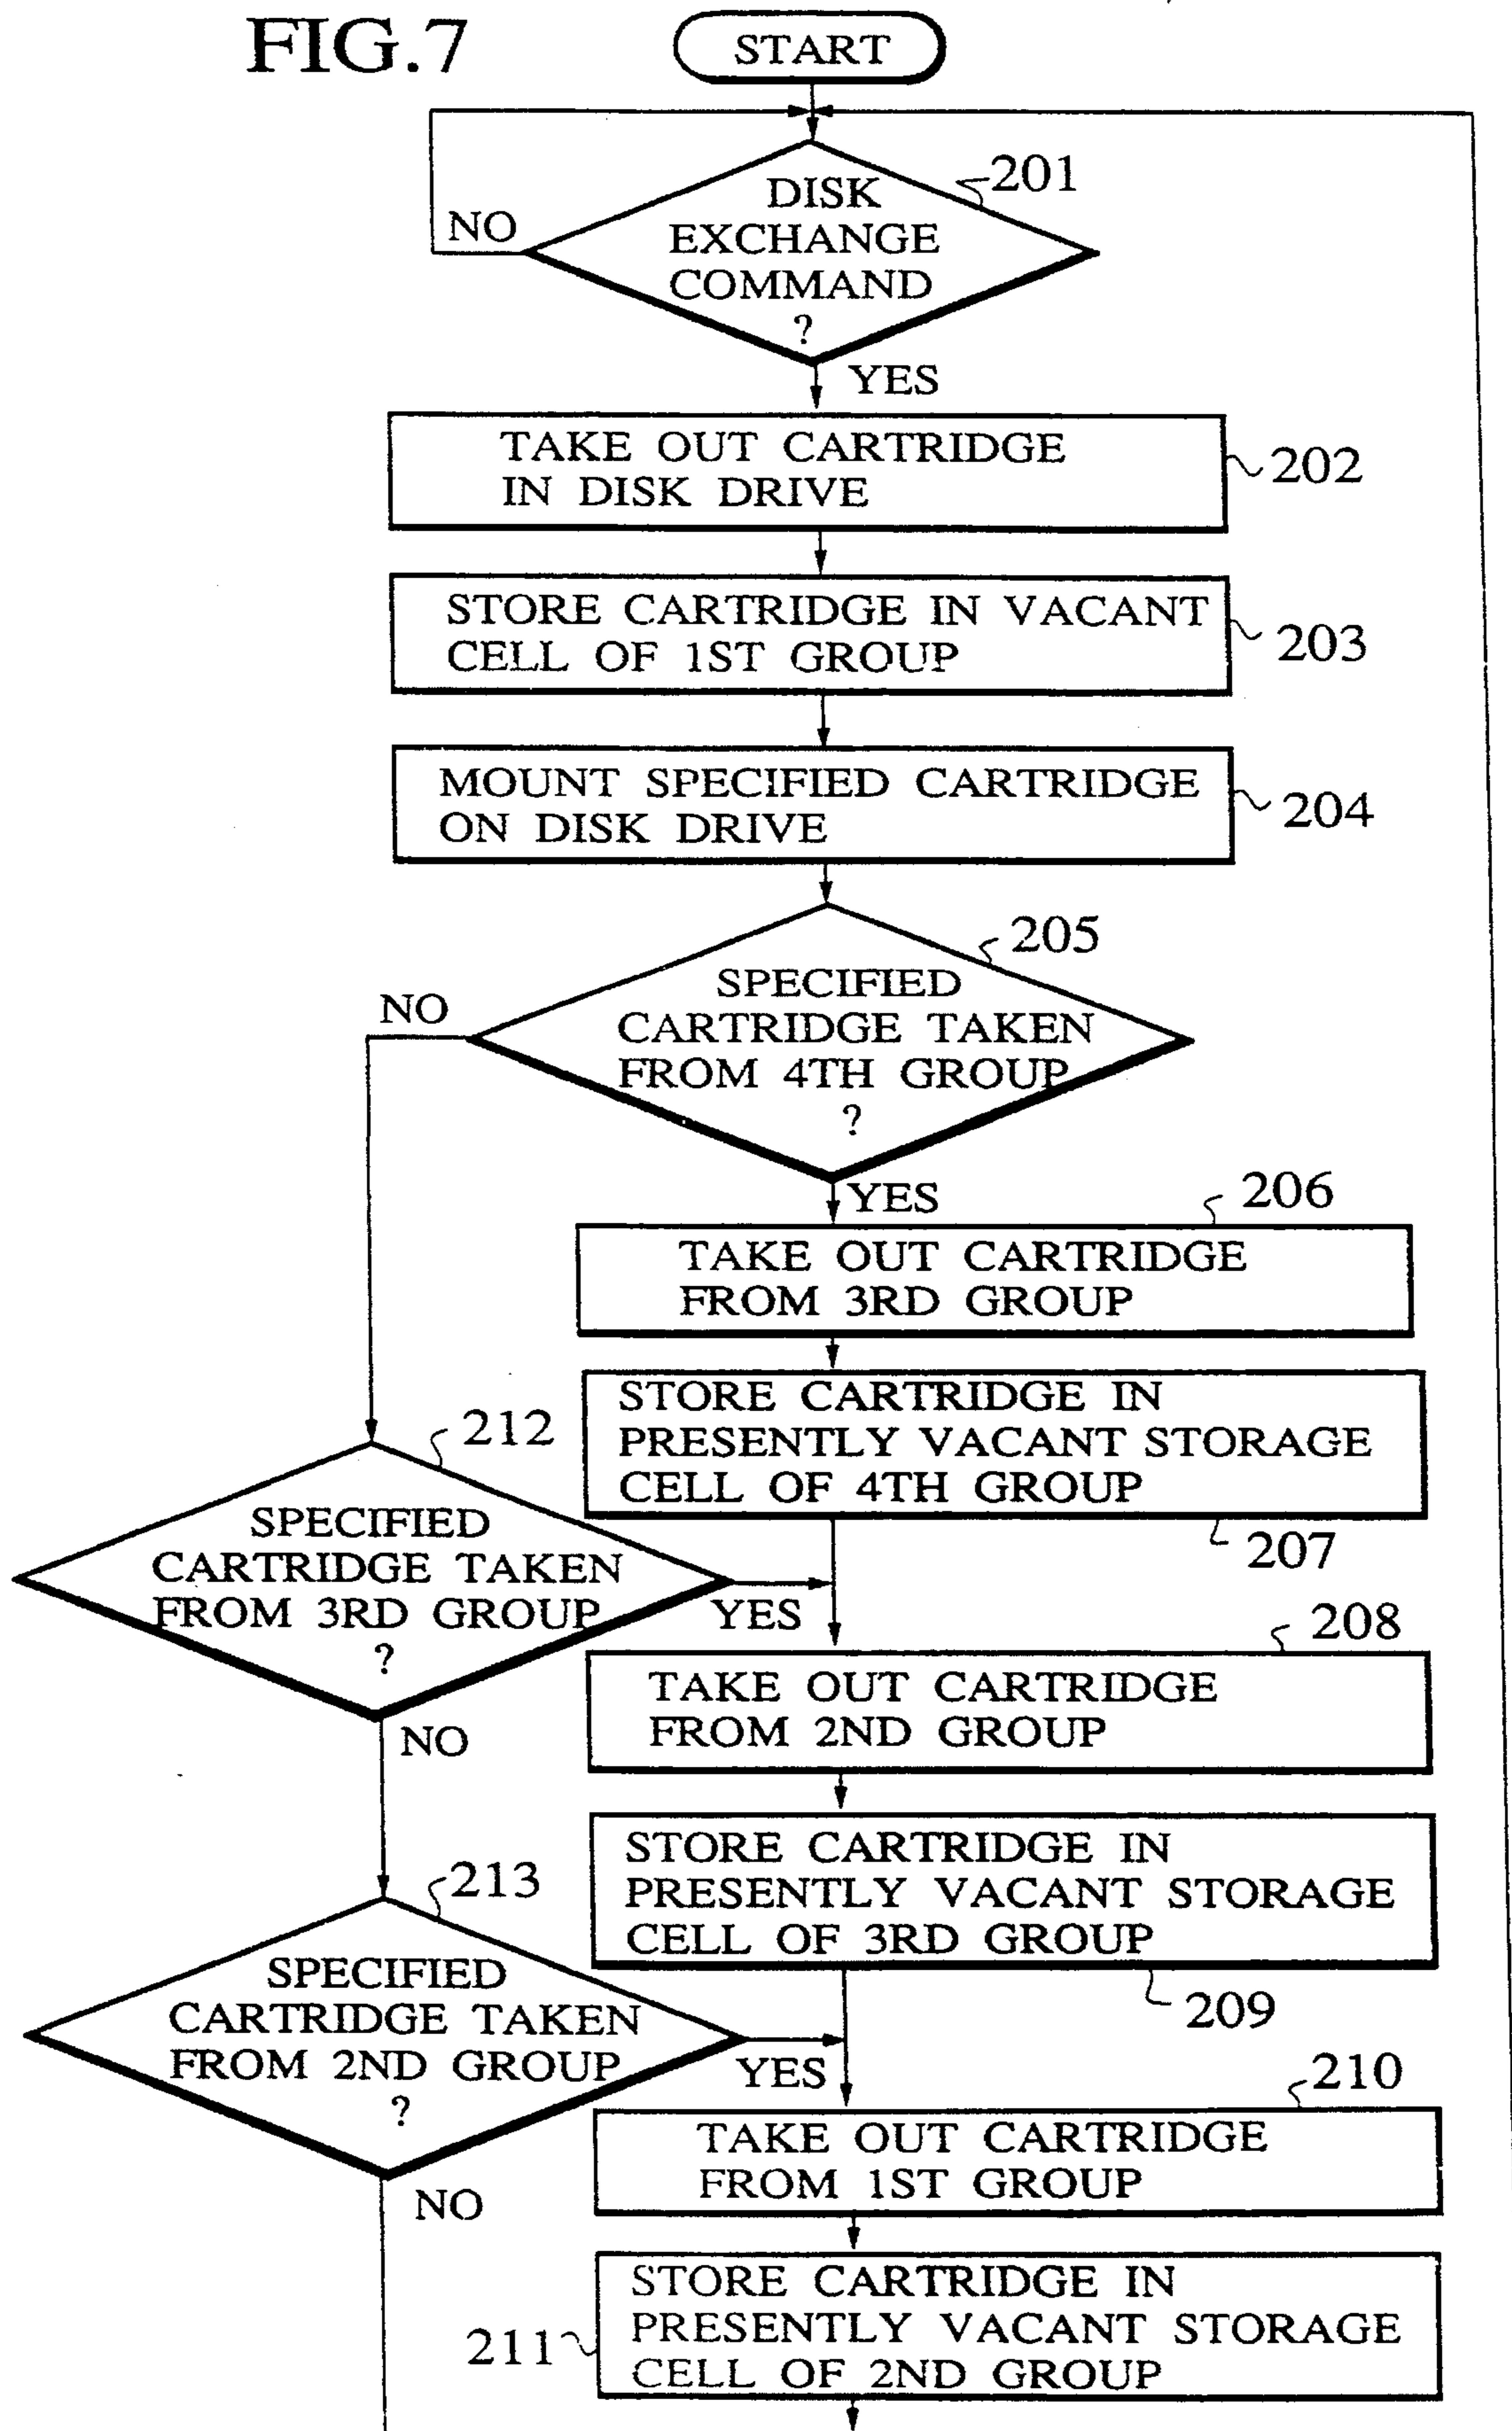 FIG.7
START
DISK
EXCHANGE
COMMAND
?
201
NO
YES
TAKE OUT CARTRIDGE
IN DISK DRIVE
202
STORE CARTRIDGE IN VACANT
CELL OF 1ST GROUP
203
MOUNT SPECIFIED CARTRIDGE
ON DISK DRIVE
204
205
SPECIFIED
CARTRIDGE TAKEN
FROM 4TH GROUP
?
NO
YES
206
TAKE OUT CARTRIDGE
FROM 3RD GROUP
STORE CARTRIDGE IN
PRESENTLY VACANT STORAGE
CELL OF 4TH GROUP
207
212
SPECIFIED
CARTRIDGE TAKEN
FROM 3RD GROUP
?
YES
NO
208
TAKE OUT CARTRIDGE
FROM 2ND GROUP
STORE CARTRIDGE IN
PRESENTLY VACANT STORAGE
CELL OF 3RD GROUP
209
213
SPECIFIED
CARTRIDGE TAKEN
FROM 2ND GROUP
?
YES
NO
210
TAKE OUT CARTRIDGE
FROM 1ST GROUP
211
STORE CARTRIDGE IN
PRESENTLY VACANT STORAGE
CELL OF 2ND GROUP